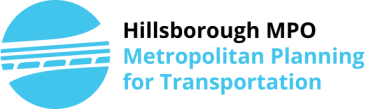 Hillsborough MPO
Metropolitan Planning
for Transportation